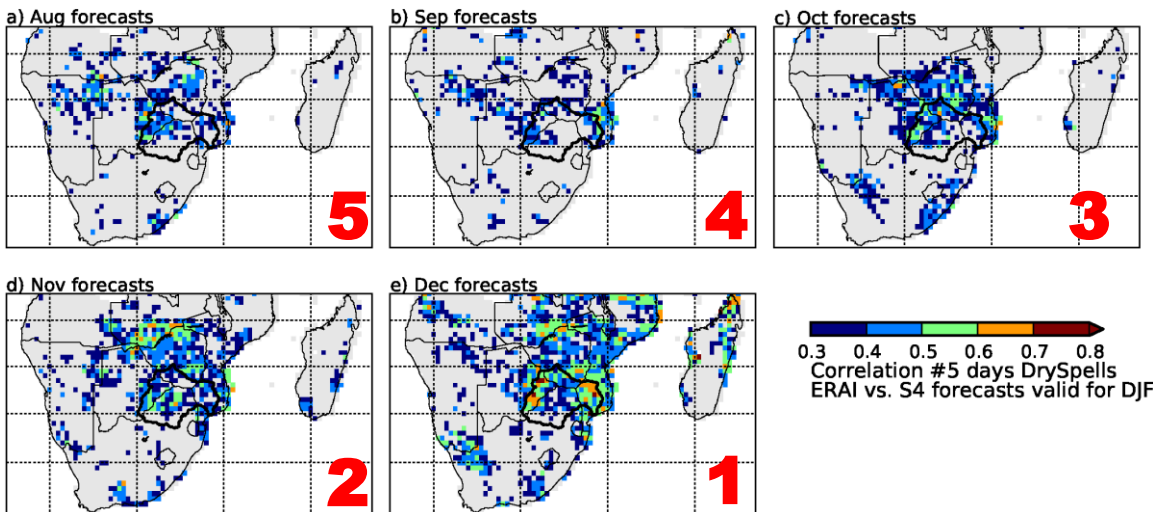 a) Aug forecasts
b) Sep forecasts
c) Oct forecasts
5
4
3
d) Nov forecasts
e) Dec forecasts
2
1
0.3 0.4 0.5 0.6 0.7 0.8
Correlation #5 days DrySpells
ERAI vs. S4 forecasts valid for DJF